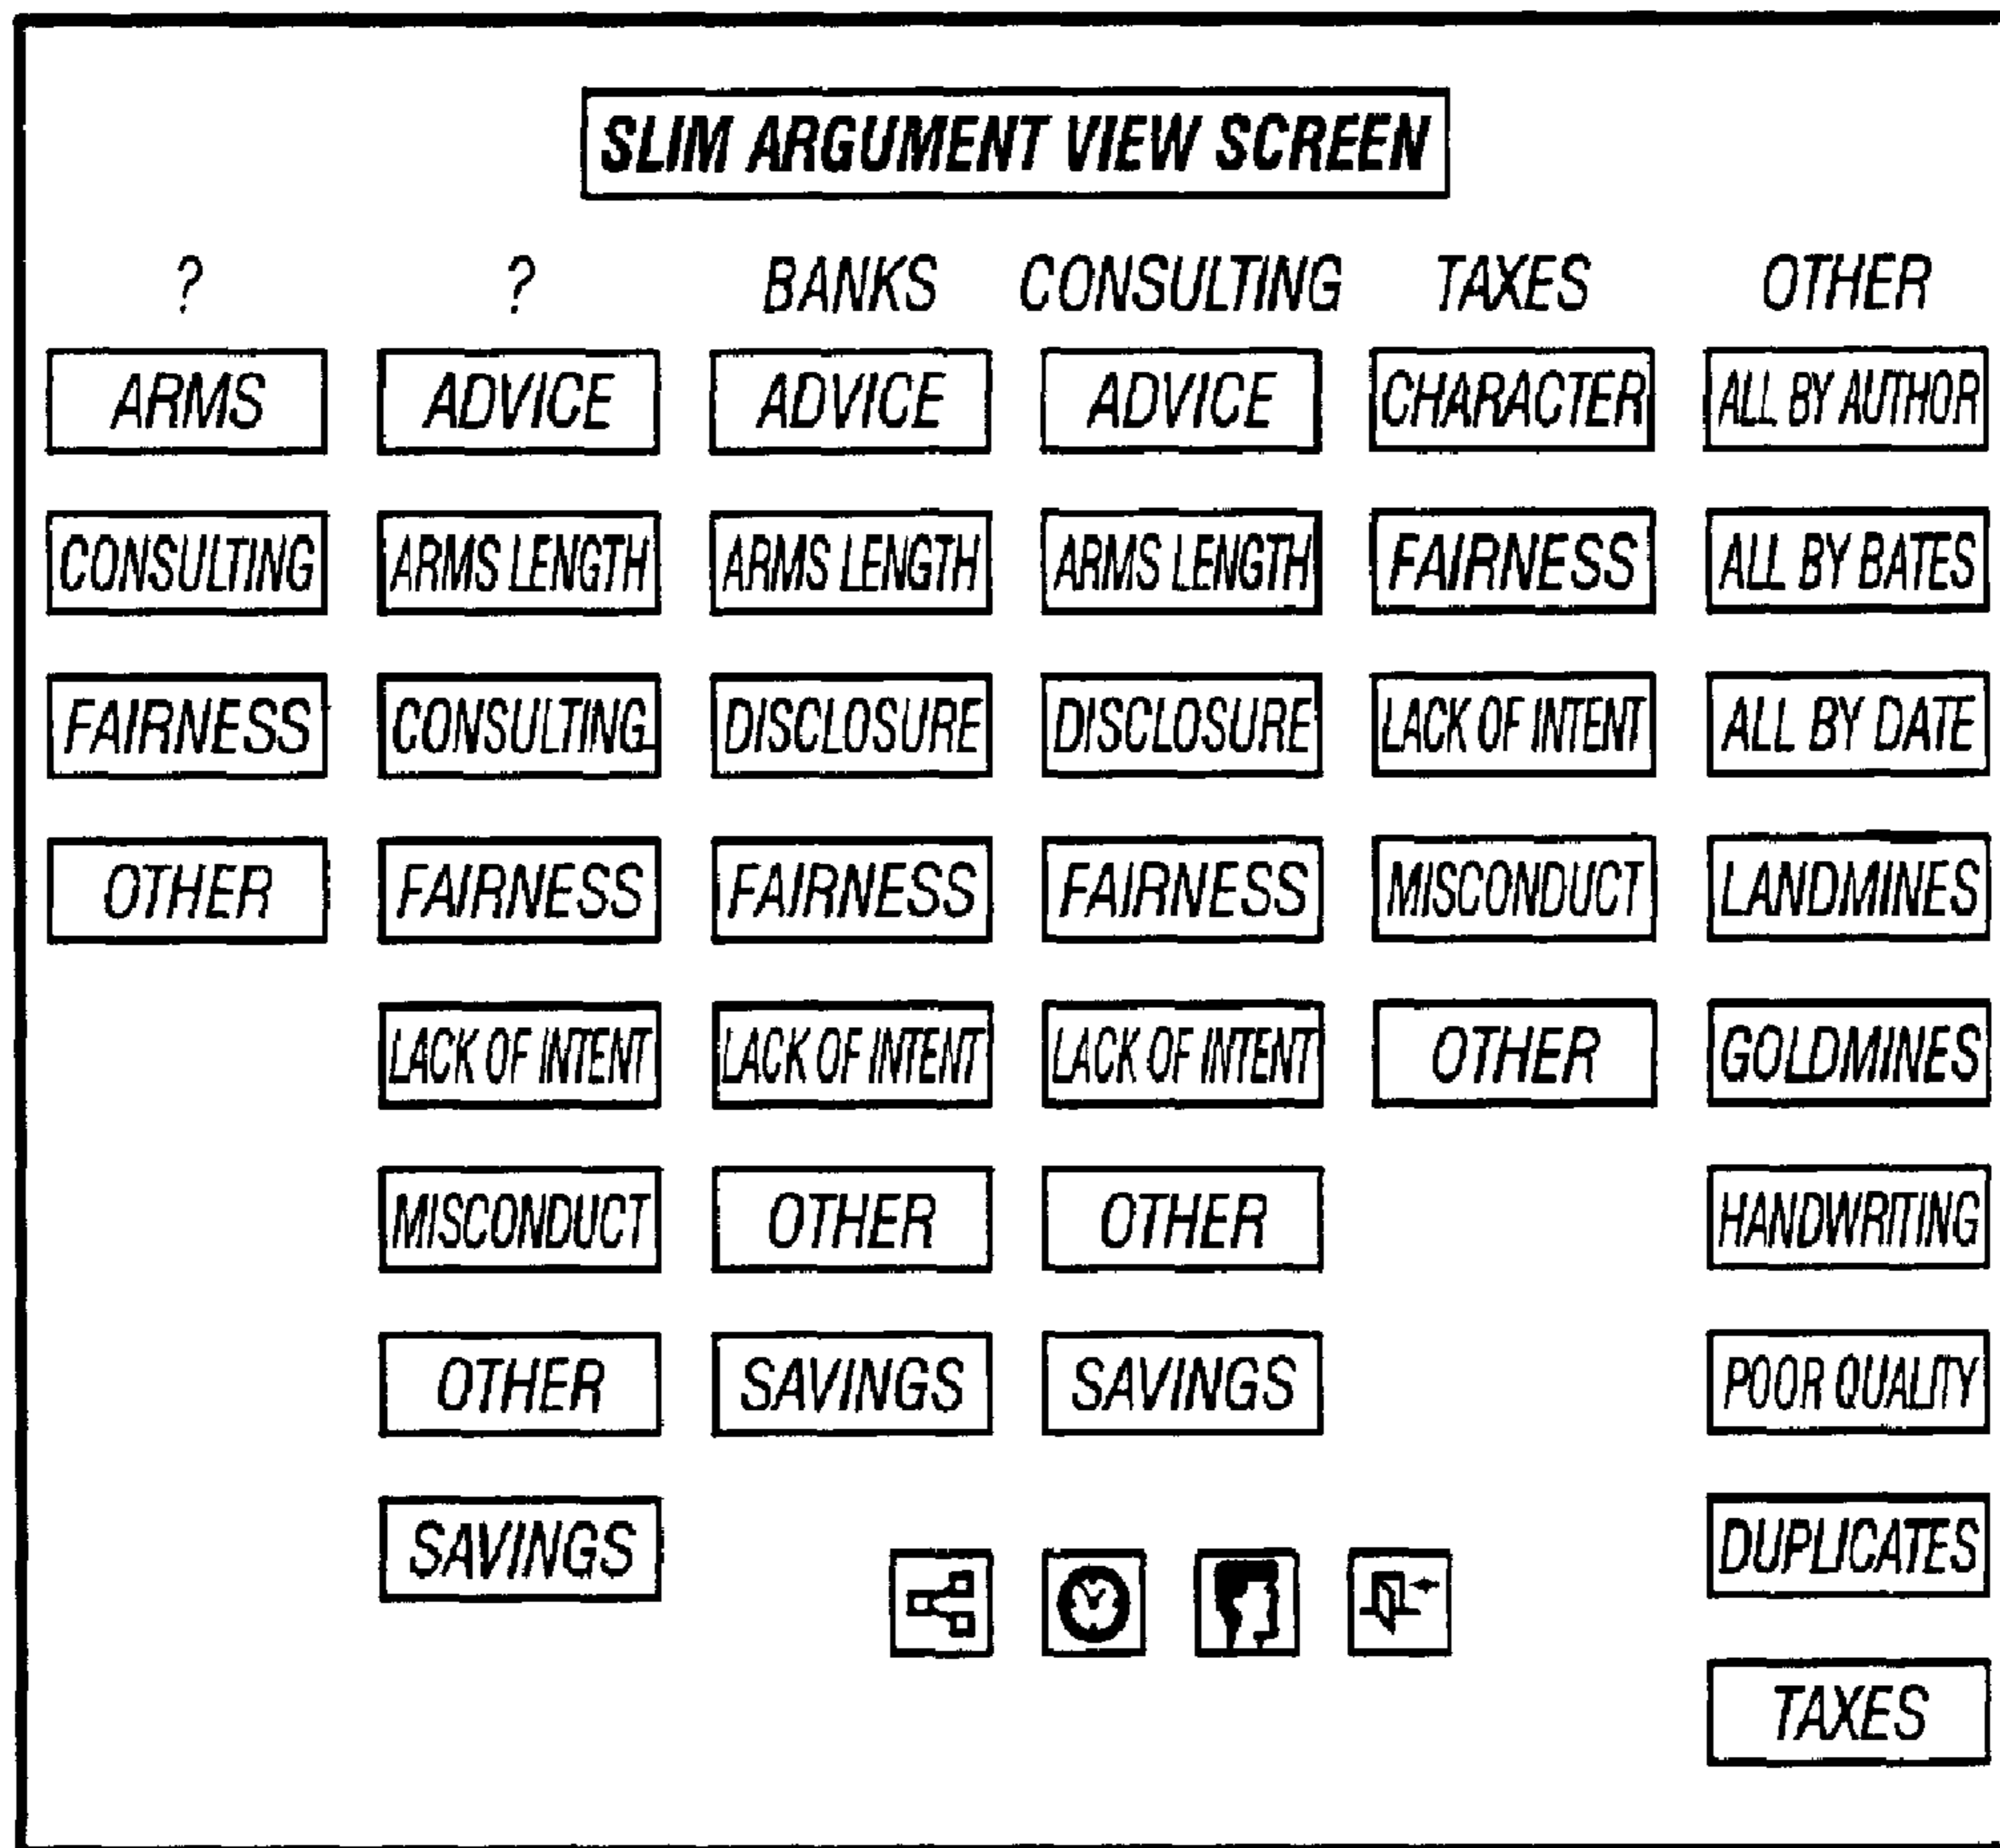 SLIM ARGUMENT VIEW SCREEN
? ? BANKS CONSULTING TAXES OTHER
ARMS ADVICE ADVICE ADVICE CHARACTER ALL BY AUTHOR
CONSULTING ARMS LENGTH ARMS LENGTH ARMS LENGTH FAIRNESS ALL BY BATES
FAIRNESS CONSULTING DISCLOSURE DISCLOSURE LACK OF INTENT ALL BY DATE
OTHER FAIRNESS FAIRNESS FAIRNESS MISCONDUCT LANDMINES
LACK OF INTENT LACK OF INTENT LACK OF INTENT OTHER GOLDMINES
MISCONDUCT OTHER OTHER HANDWRITING
OTHER SAVINGS SAVINGS POOR QUALITY
SAVINGS DUPLICATES
TAXES